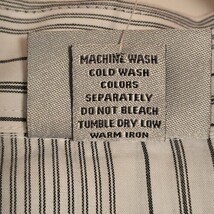 MACHINE WASH
COLD WASH
COLORS
SEPARATELY
DO NOT BLEACH
TUMBLE DRY LOW
WARM IRON